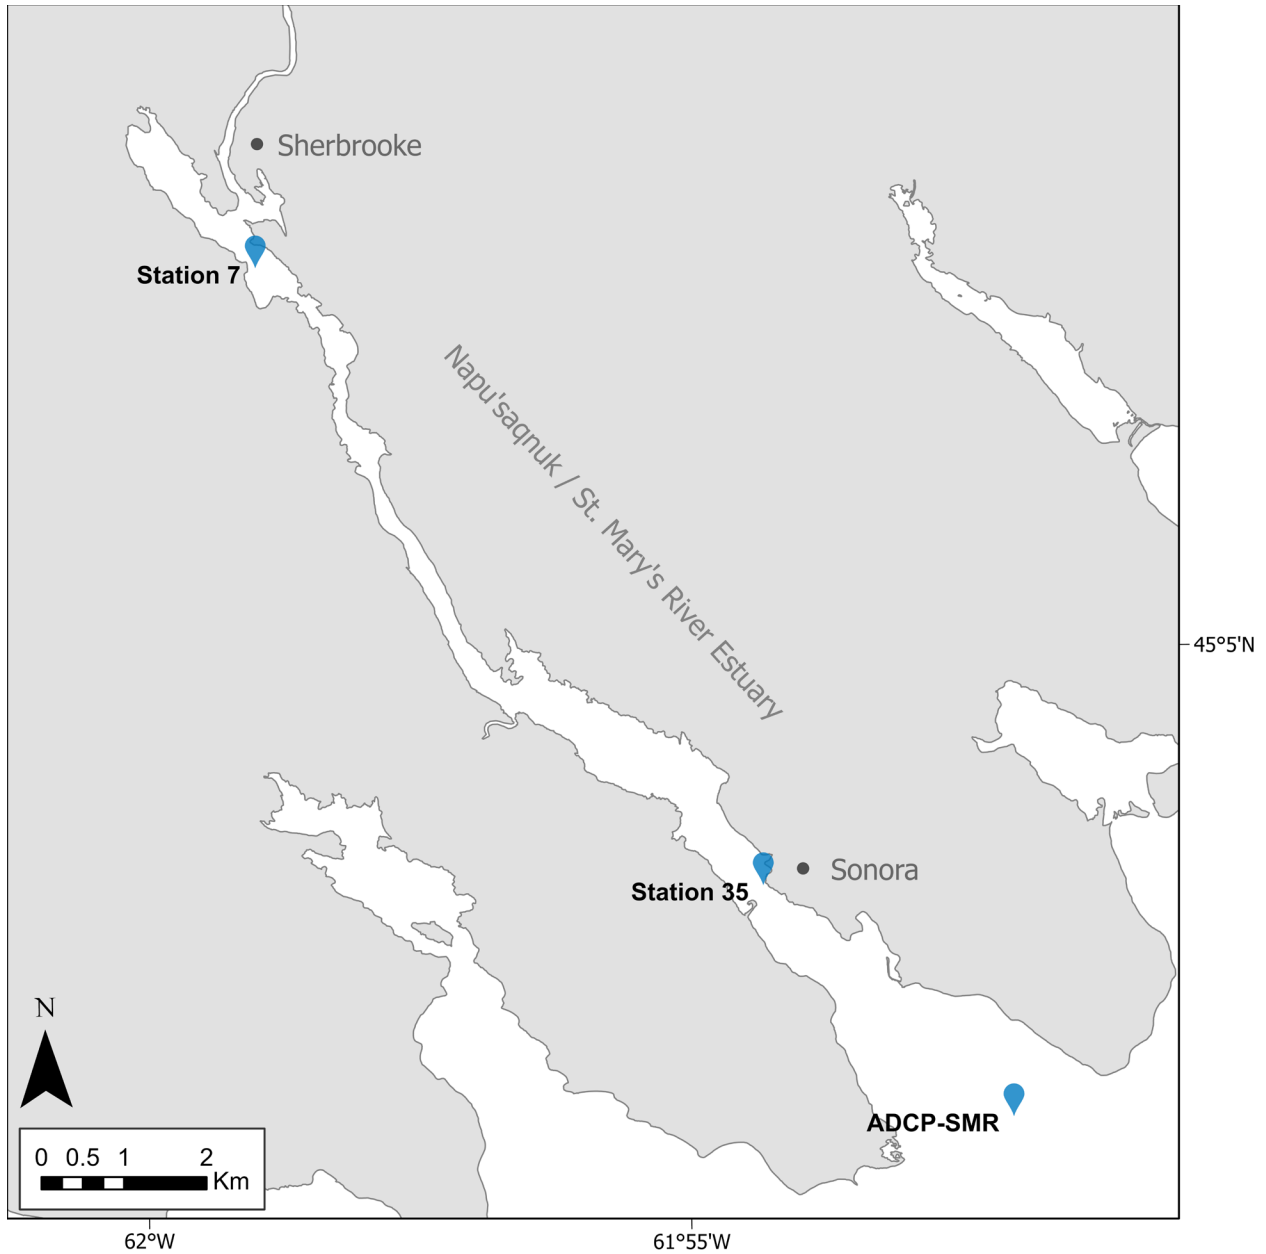 Sherbrooke
Station 7
Napu'saqnuk / St. Mary's River Estuary
45°5'N
Station 35
Sonora
N
ADCP-SMR
0 0.5 1 2
Km
62°W
61°55'W